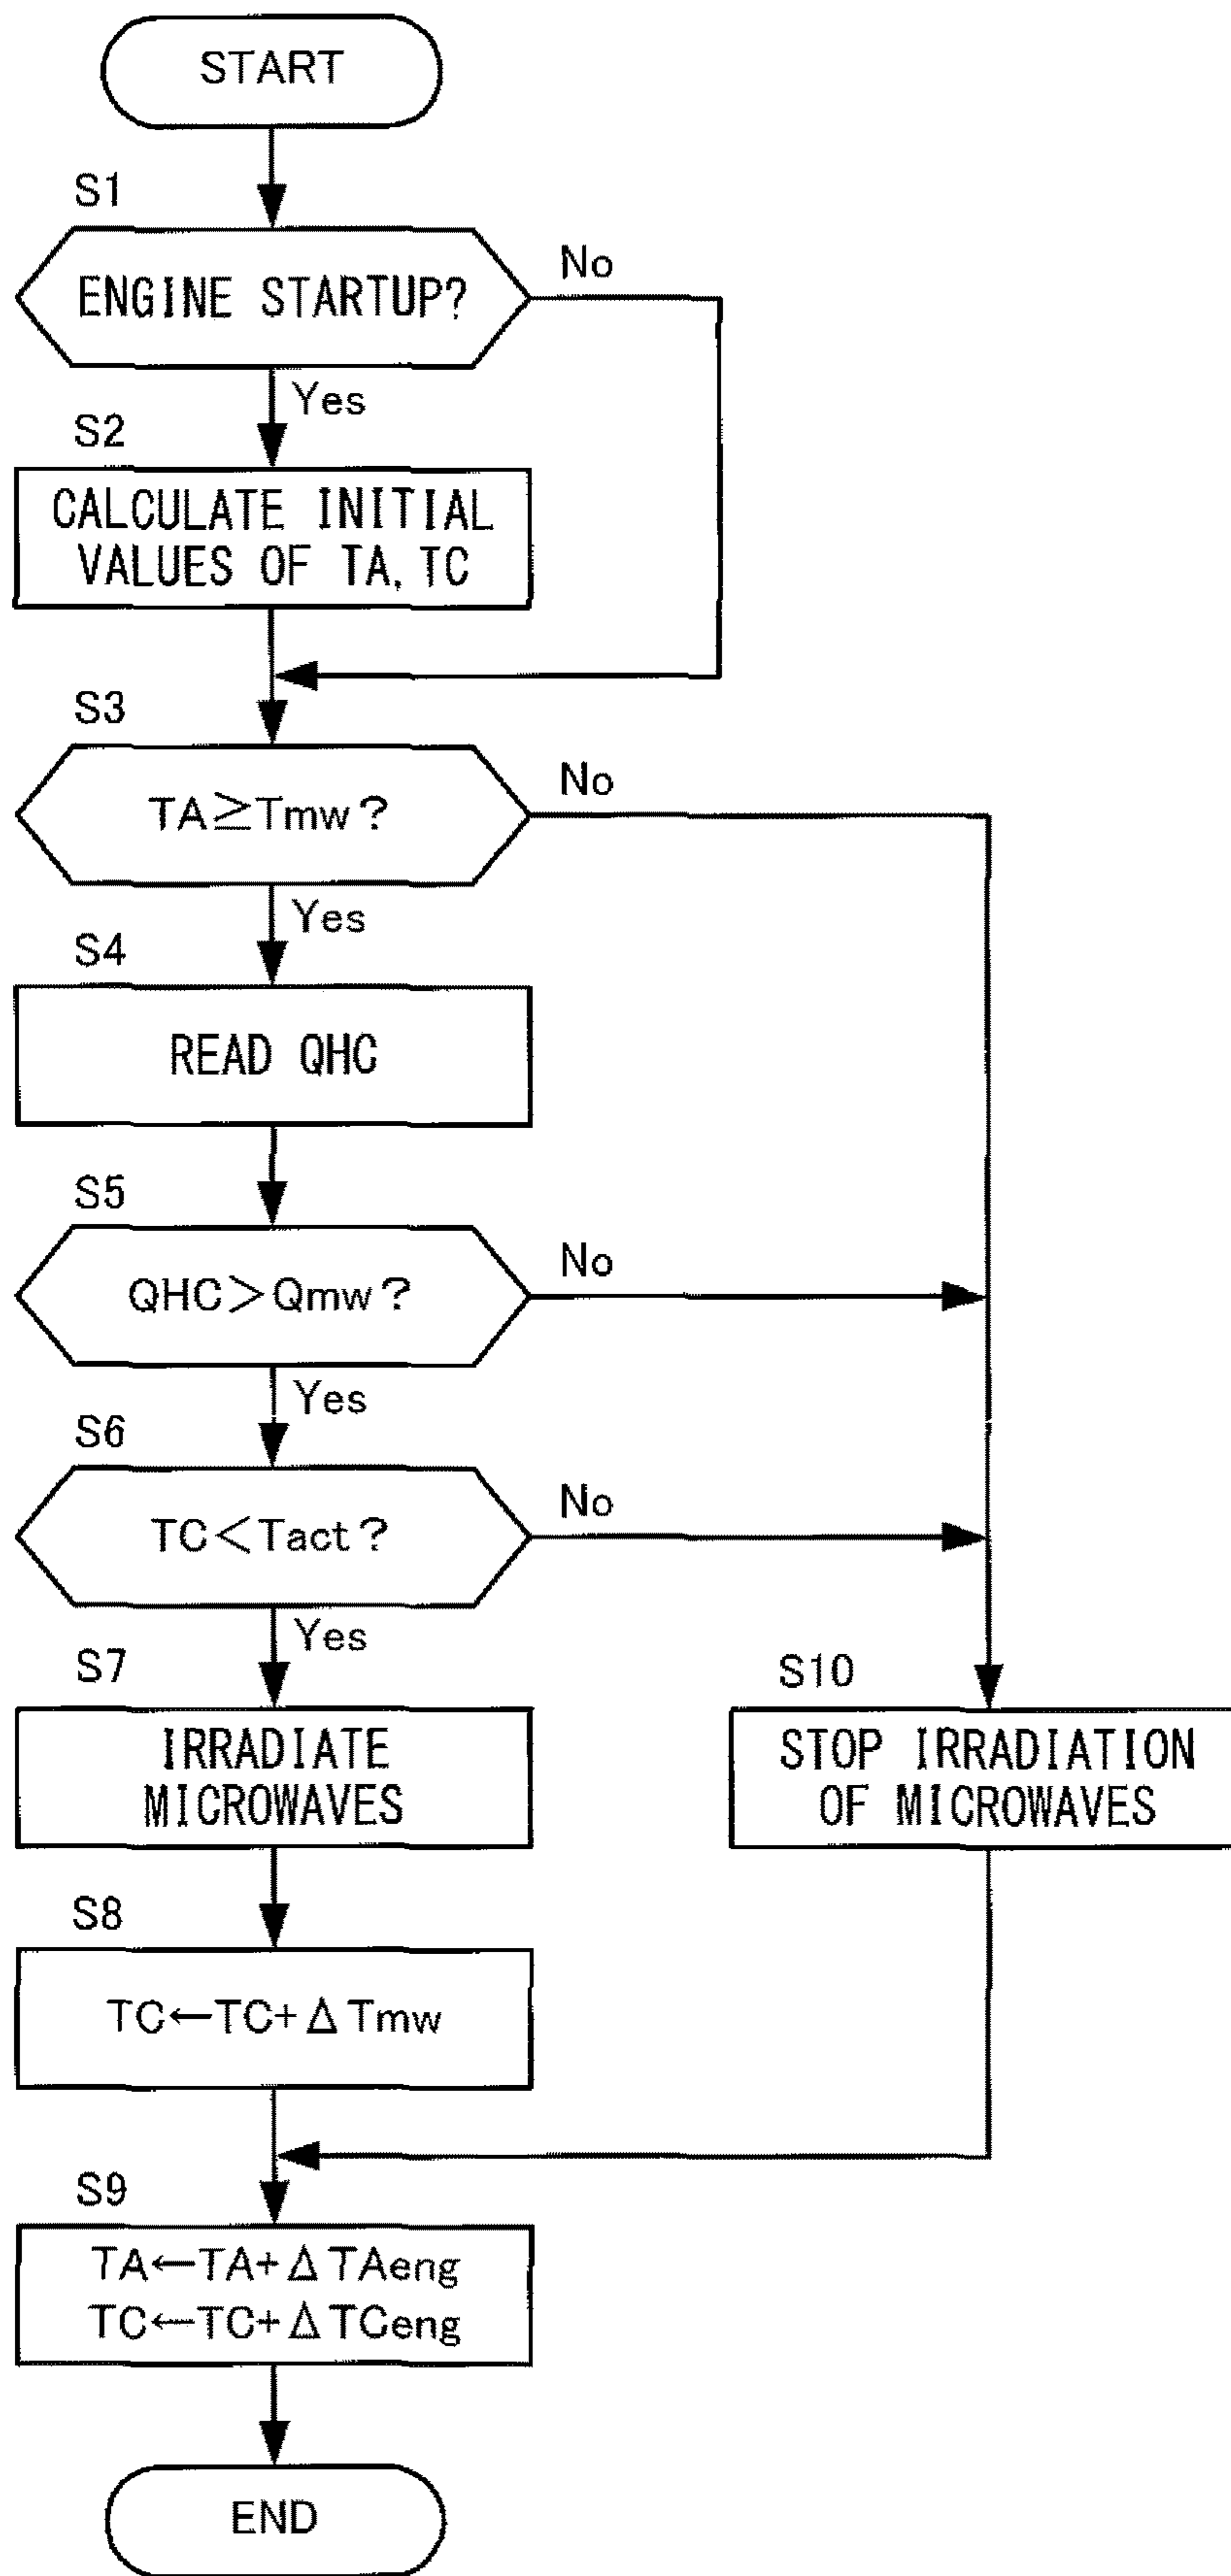 START
S1
ENGINE STARTUP?
No
Yes
S2
CALCULATE INITIAL
VALUES OF TA, TC
S3
TA≧Tmw?
No
Yes
S4
READ QHC
S5
QHC>Qmw?
No
Yes
S6
TC<Tact?
No
Yes
S7
IRRADIATE
MICROWAVES
S10
STOP IRRADIATION
OF MICROWAVES
S8
TC←TC+ΔTmw
S9
TA←TA+ΔTAeng
TC←TC+ΔTCeng
END